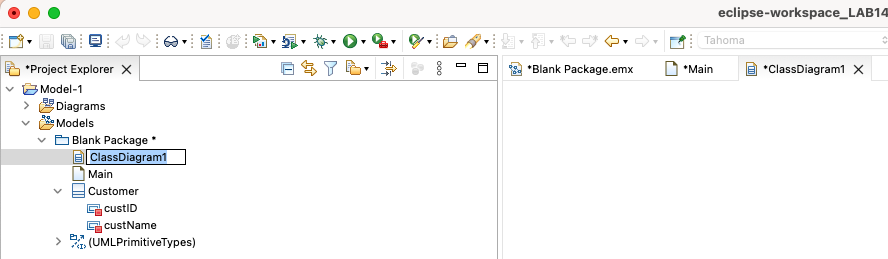 eclipse-workspace_LAB14
Tahoma
*Project Explorer
*Blank Package.emx
*Main
*ClassDiagram1
Model-1
Diagrams
Models
Blank Package *
ClassDiagram1
Main
Customer
custID
custName
(UMLPrimitiveTypes)